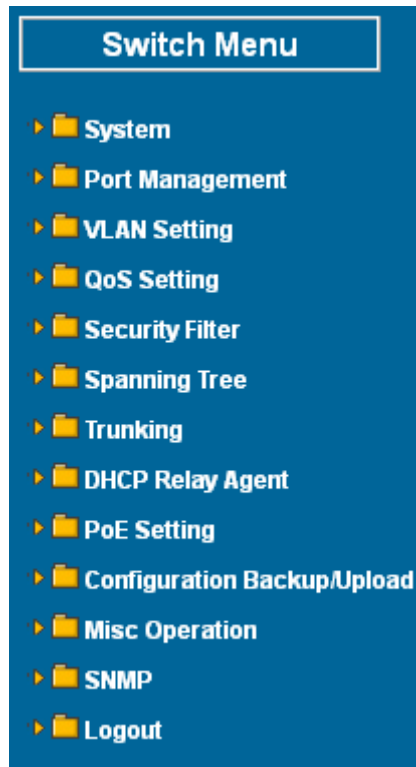 Switch Menu
System
Port Management
VLAN Setting
QoS Setting
Security Filter
Spanning Tree
Trunking
DHCP Relay Agent
PoE Setting
Configuration Backup/Upload
Misc Operation
SNMP
Logout